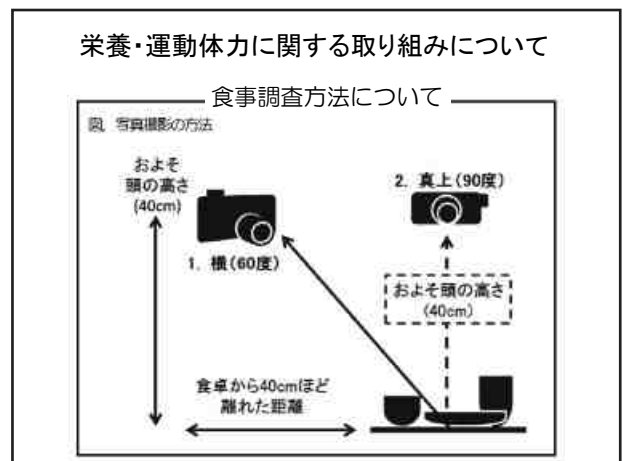 栄養・運動体力に関する取り組みについて
食事調査方法について
図. 写真撮影の方法
およそ
頭の高さ
(40cm)
1. 横(60度)
2. 真上(90度)
およそ頭の高さ
(40cm)
食卓から40cmほど
離れた距離